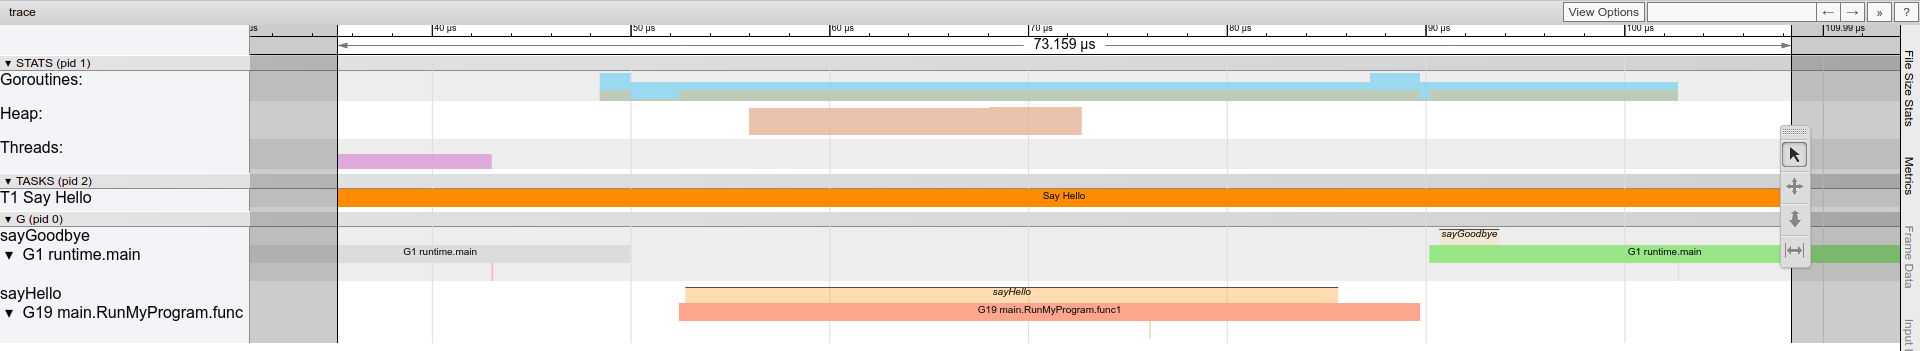 trace
View Options
←
→
»
?
µs
40 µs
50 µs
60 µs
70 µs
80 µs
90 µs
100 µs
109.99 µs
73.159 µs
▼ STATS (pid 1)
Goroutines:
Heap:
Threads:
▼ TASKS (pid 2)
T1 Say Hello
Say Hello
▼ G (pid 0)
sayGoodbye
sayGoodbye
▼ G1 runtime.main
G1 runtime.main
G1 runtime.main
sayHello
sayHello
▼ G19 main.RunMyProgram.func
G19 main.RunMyProgram.func1
File Size Stats
Metrics
Frame Data